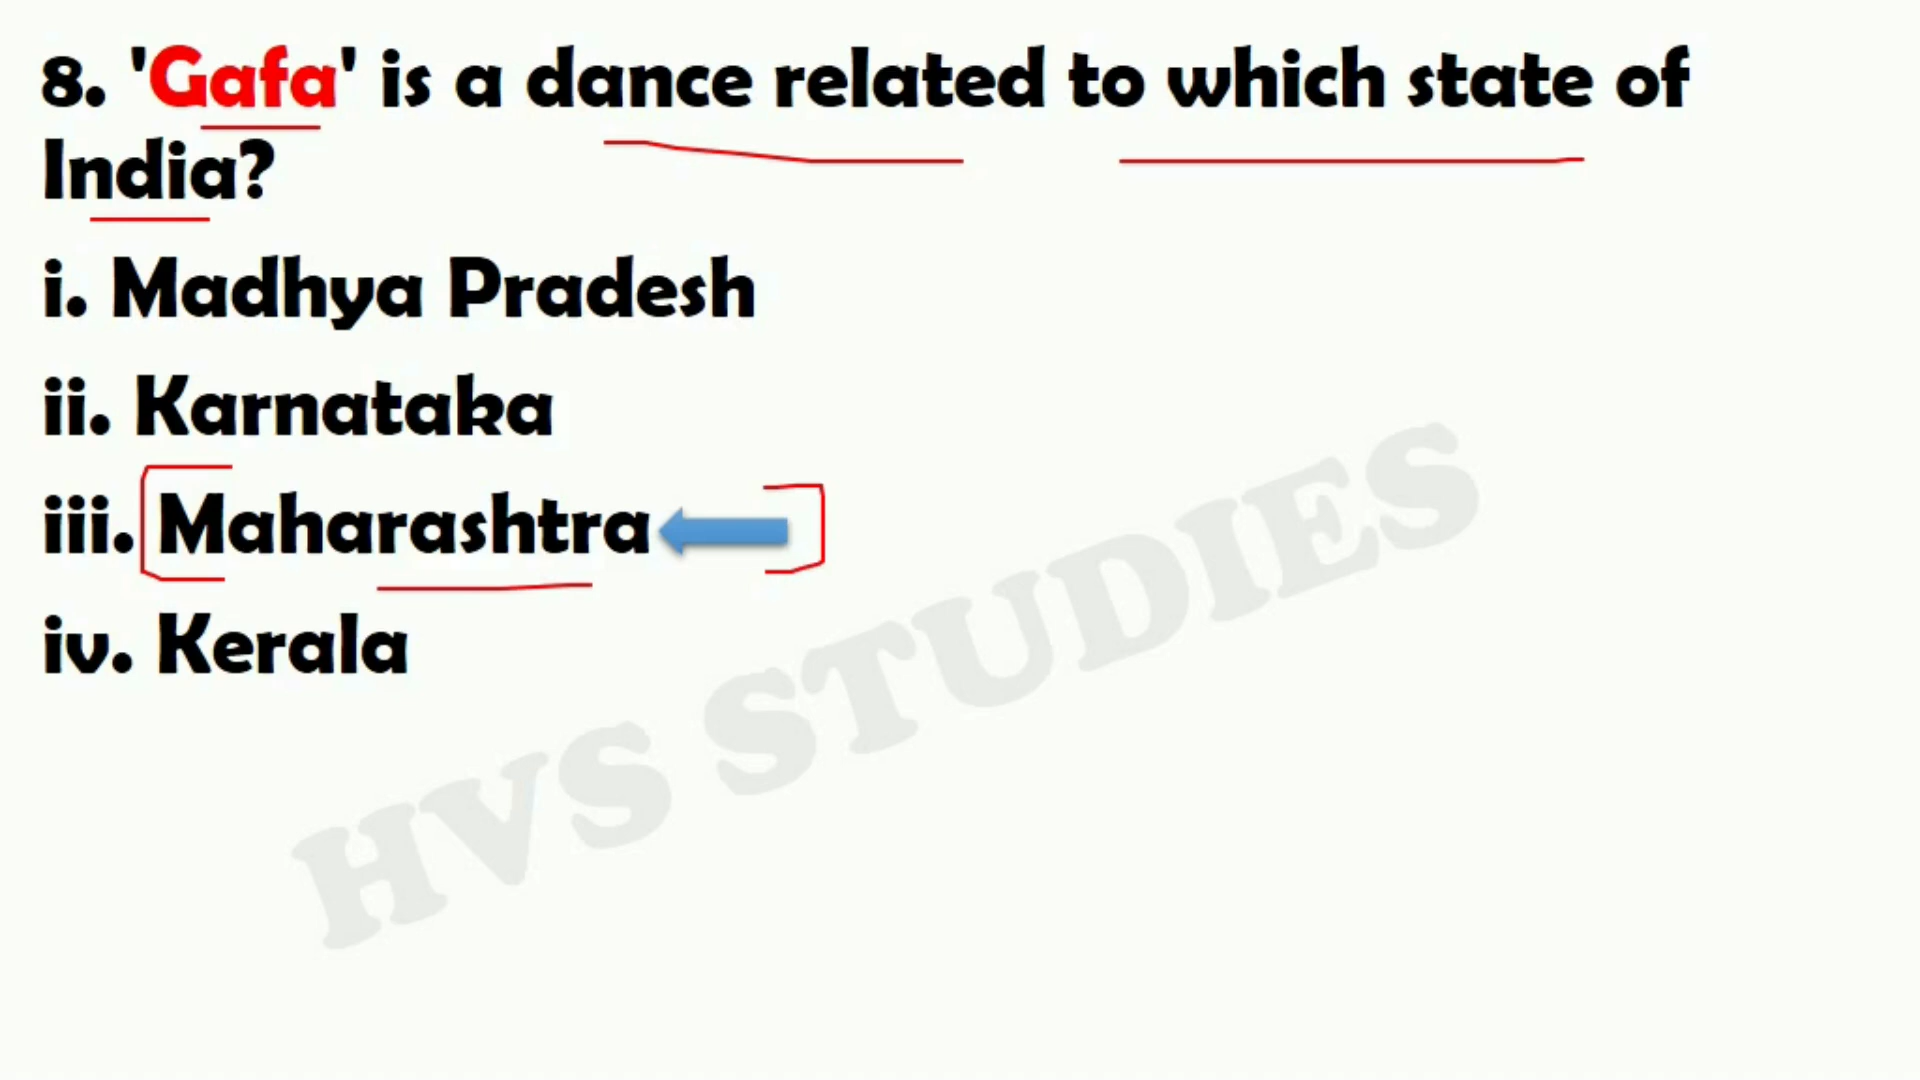 8. 'Gafa' is a dance related to which state of
India?
i. Madhya Pradesh
ii. Karnataka
iii. Maharashtra
iv. Kerala
HVS STUDIES